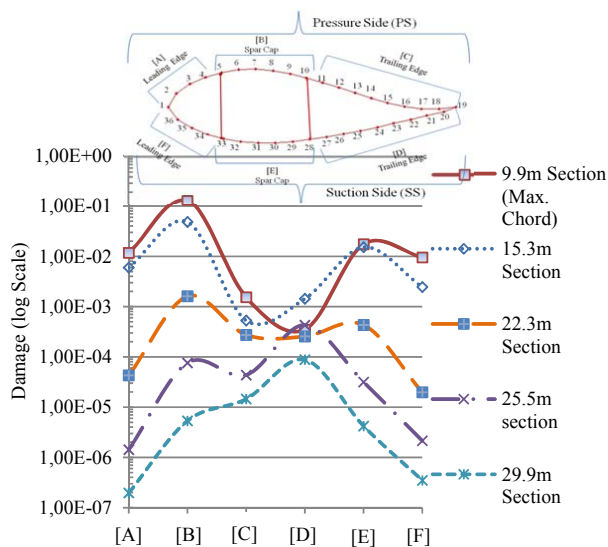 Pressure Side (PS)
[A]
Leading Edge
[B]
Spar Cap
[C]
Trailing Edge
1 2 3 4 5 6 7 8 9 10 11 12 13 14 15 16 17 18 19
36 35 34 33 32 31 30 29 28 27 26 25 24 23 22 21 20
[F]
Leading Edge
[E]
Spar Cap
[D]
Trailing Edge
Suction Side (SS)
Damage (log Scale)
1,00E+00
1,00E-01
1,00E-02
1,00E-03
1,00E-04
1,00E-05
1,00E-06
1,00E-07
[A] [B] [C] [D] [E] [F]
9.9m Section
(Max.
Chord)
15.3m
Section
22.3m
Section
25.5m
section
29.9m
Section